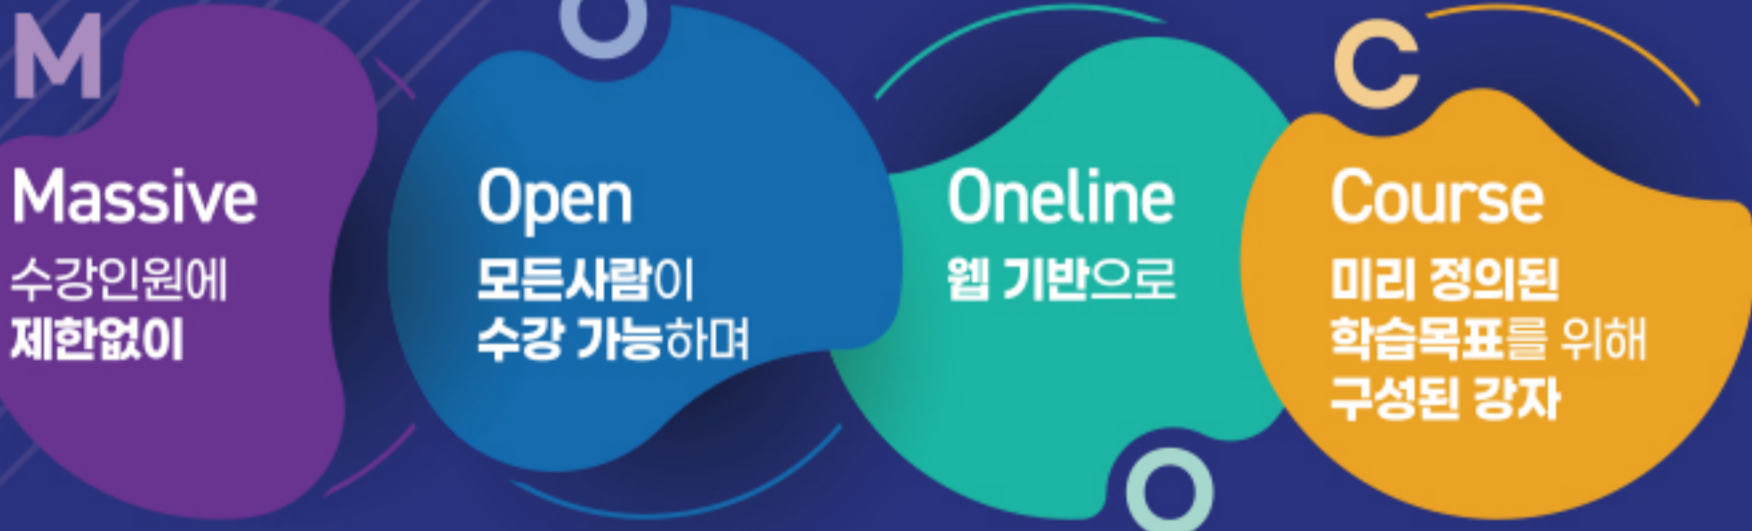 M
Massive
수강인원에
제한없이
O
Open
모든사람이
수강 가능하며
O
Oneline
웹 기반으로
C
Course
미리 정의된
학습목표를 위해
구성된 강자